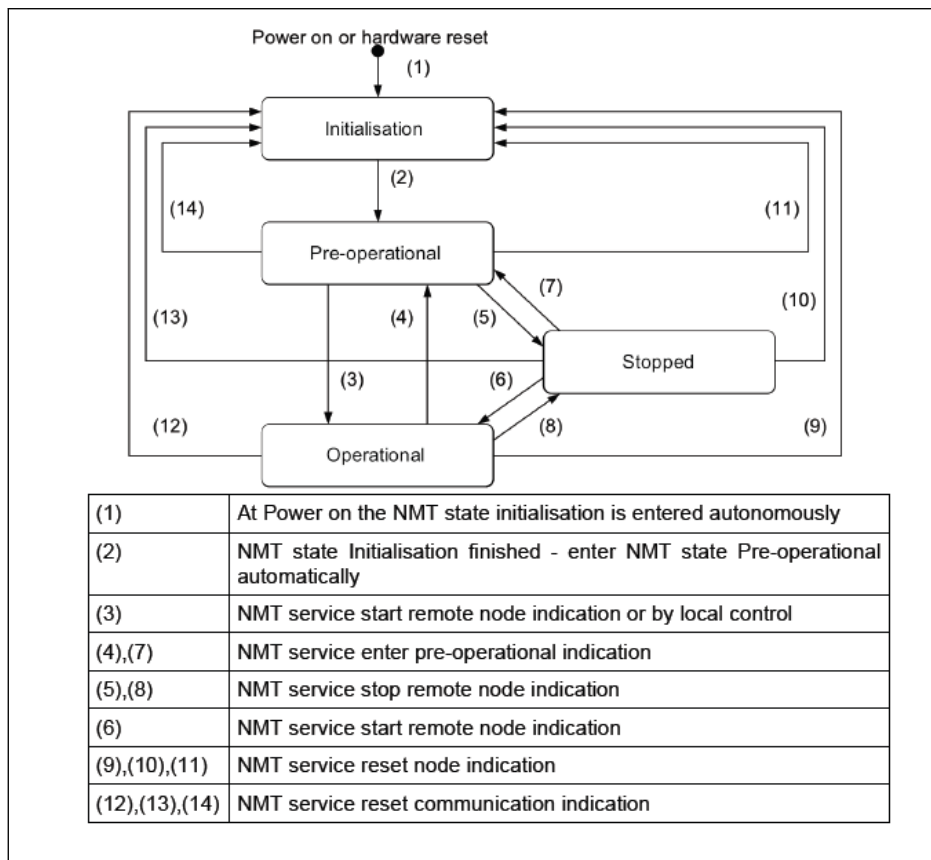 Power on or hardware reset
(1)
Initialisation
(2)
(14)
(11)
Pre-operational
(7)
(10)
(13)
(4)
(5)
Stopped
(3)
(6)
(12)
(8)
(9)
Operational
(1) At Power on the NMT state initialisation is entered autonomously
(2) NMT state Initialisation finished - enter NMT state Pre-operational
automatically
(3) NMT service start remote node indication or by local control
(4),(7) NMT service enter pre-operational indication
(5),(8) NMT service stop remote node indication
(6) NMT service start remote node indication
(9),(10),(11) NMT service reset node indication
(12),(13),(14) NMT service reset communication indication